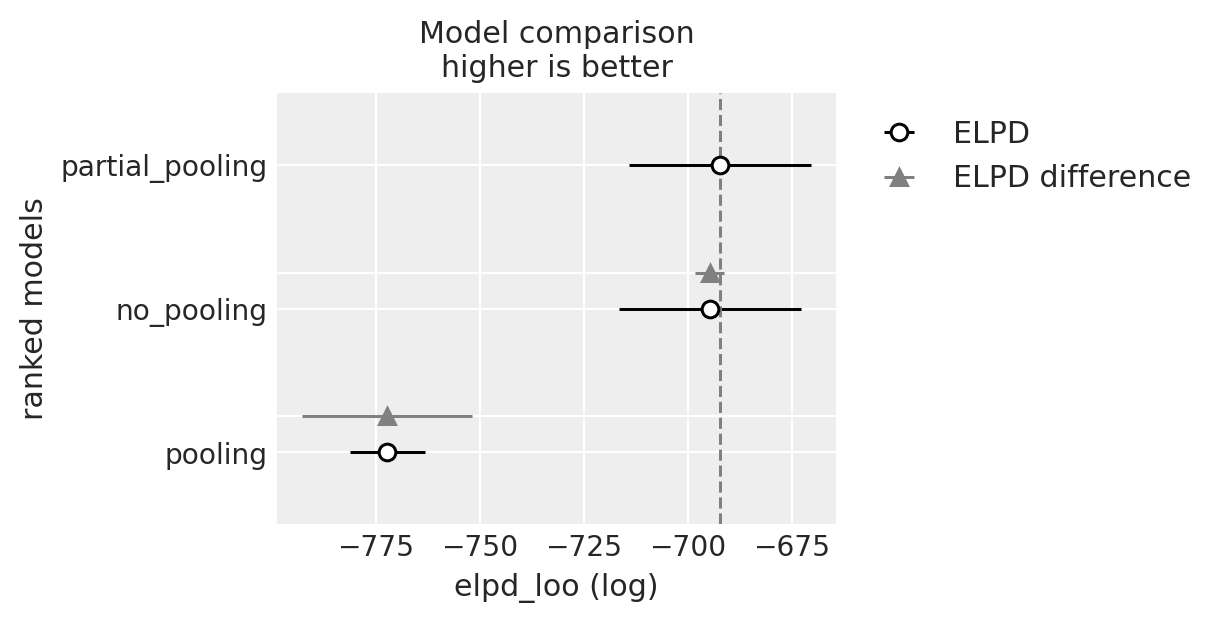 Model comparison
higher is better
partial_pooling
no_pooling
pooling
ranked models
−775
−750
−725
−700
−675
elpd_loo (log)
ELPD
ELPD difference